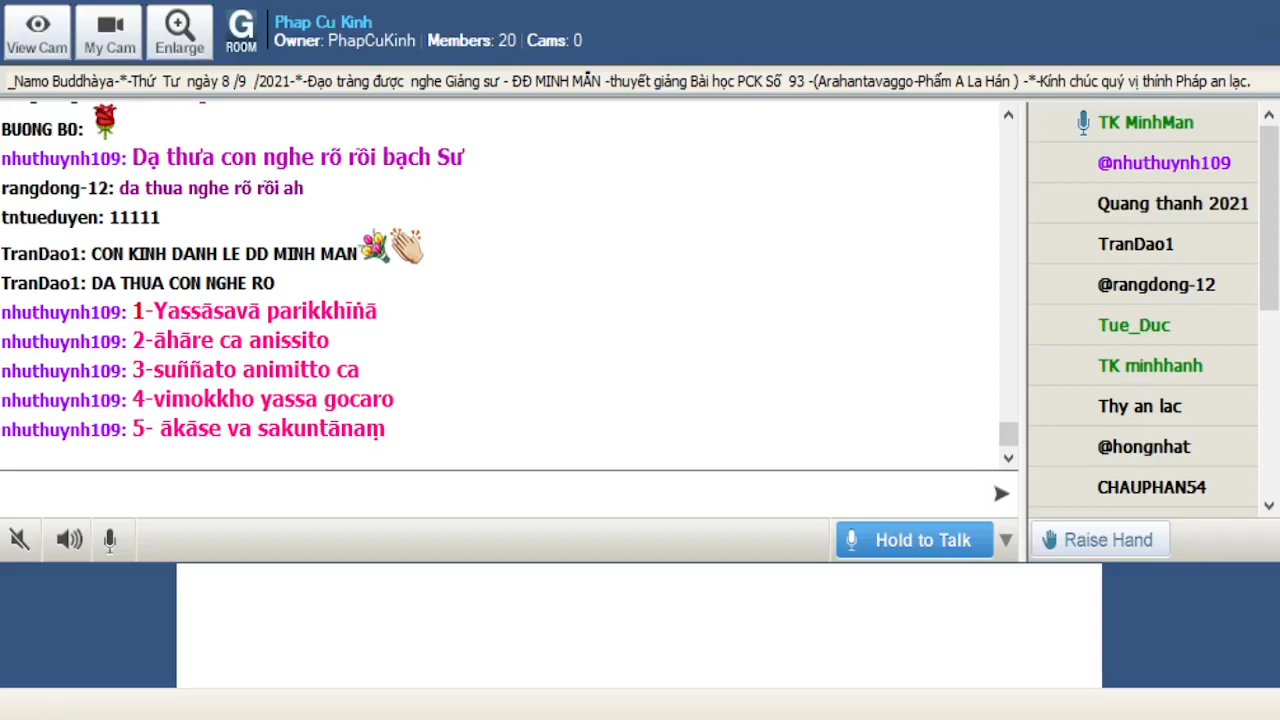 View Cam
My Cam
Enlarge
G
ROOM
Phap Cu Kinh
Owner: PhapCuKinh | Members: 20 | Cams: 0
_Namo Buddhàya-*-Thứ Tư ngày 8 /9 /2021-*-Đạo tràng được nghe Giảng sư - ĐĐ MINH MẪN -thuyết giảng Bài học PCK Số 93 -(Arahantavaggo-Phẩm A La Hán ) -*-Kính chúc quý vị thính Pháp an lạc.
BUONG BO:
nhuthuynh109: Dạ thưa con nghe rõ rồi bạch Sư
rangdong-12: da thua nghe rõ rồi ah
tntueduyen: 11111
TranDao1: CON KINH DANH LE DD MINH MAN
TranDao1: DA THUA CON NGHE RO
nhuthuynh109: 1-Yassāsavā parikkhīṅā
nhuthuynh109: 2-āhāre ca anissito
nhuthuynh109: 3-suññato animitto ca
nhuthuynh109: 4-vimokkho yassa gocaro
nhuthuynh109: 5- ākāse va sakuntānaṃ
TK MinhMan
@nhuthuynh109
Quang thanh 2021
TranDao1
@rangdong-12
Tue_Duc
TK minhhanh
Thy an lac
@hongnhat
CHAUPHAN54
Hold to Talk
Raise Hand